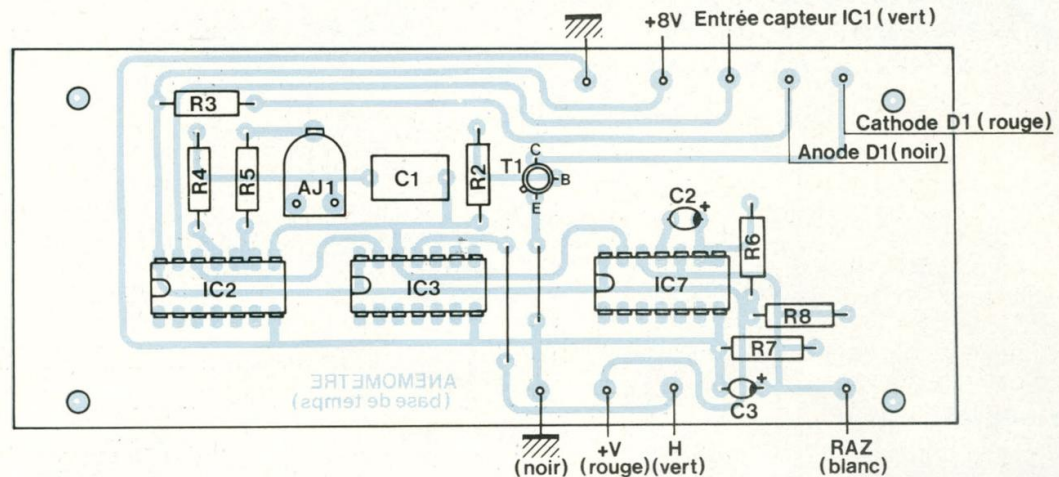 +8V Entrée capteur IC1 (vert)
Cathode D1 (rouge)
Anode D1 (noir)
R3
R4
R5
AJ1
C1
R2
T1
C
B
E
C2
+
R6
IC2
IC3
IC7
R8
R7
+
C3
ANEMOMETRE
(base de temps)
+V
H
RAZ
(noir) (rouge) (vert)
(blanc)